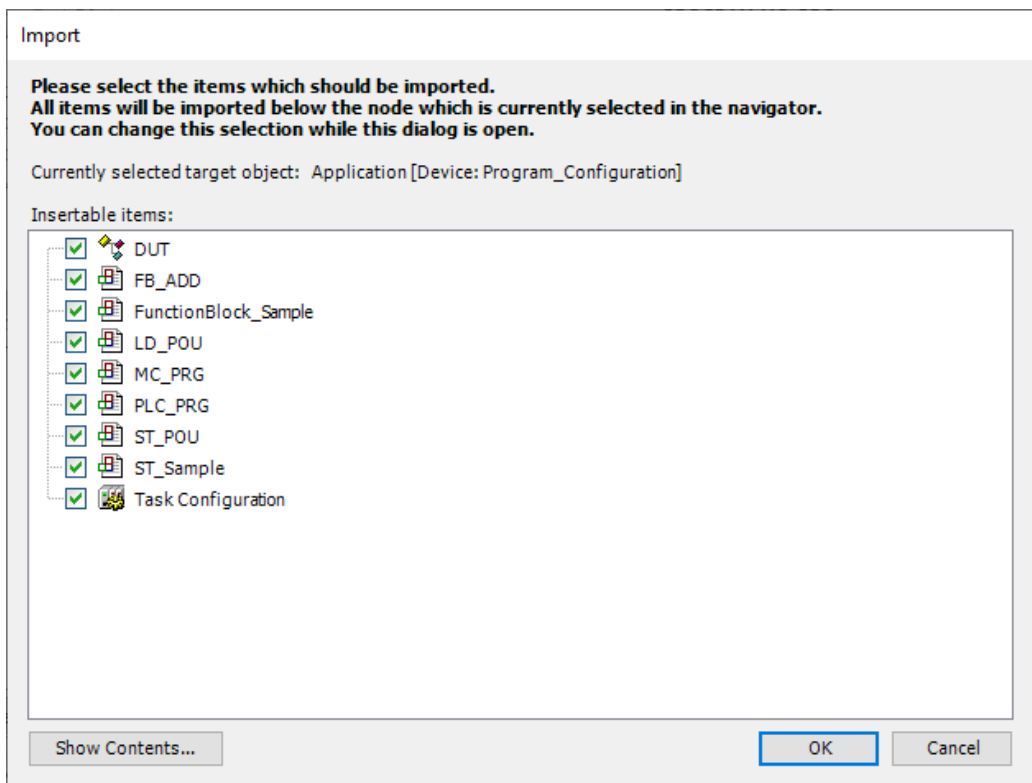 Import
Please select the items which should be imported.
All items will be imported below the node which is currently selected in the navigator.
You can change this selection while this dialog is open.
Currently selected target object: Application [Device: Program_Configuration]
Insertable items:
DUT
FB_ADD
FunctionBlock_Sample
LD_POU
MC_PRG
PLC_PRG
ST_POU
ST_Sample
Task Configuration
Show Contents...
OK
Cancel